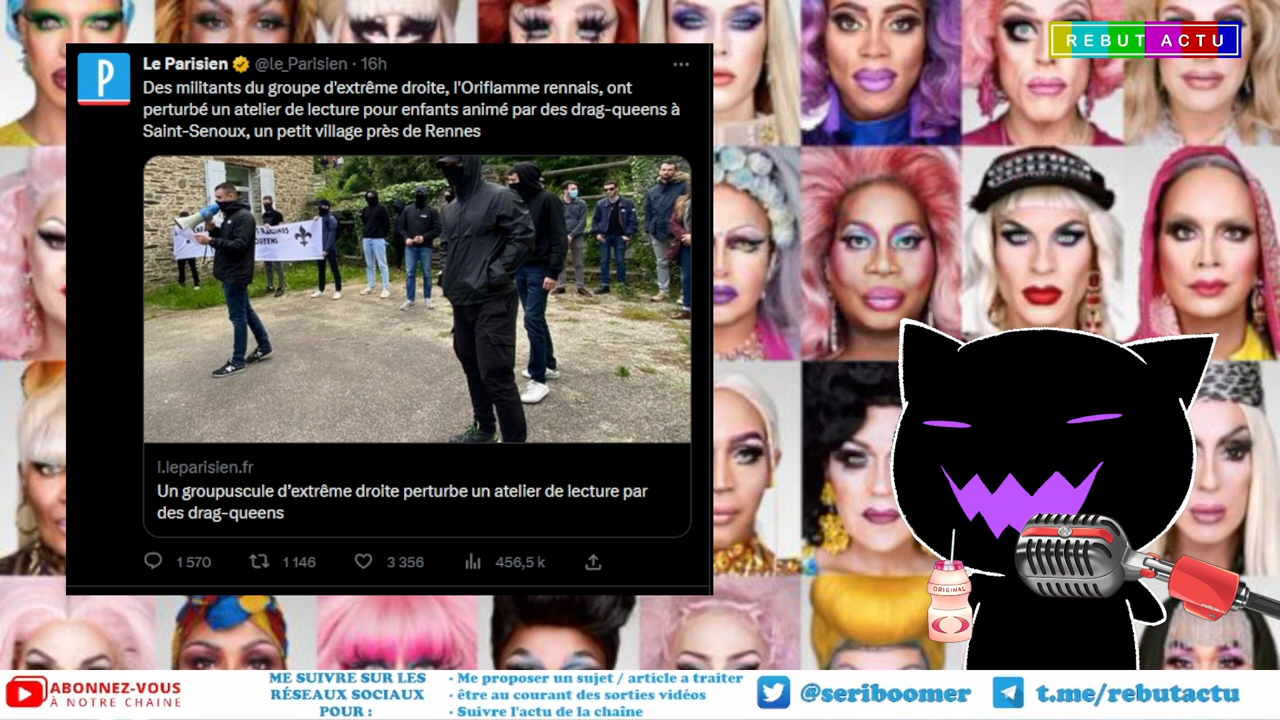 REBUT ACTU
P
Le Parisien @le_Parisien · 16h
Des militants du groupe d'extrême droite, l'Oriflamme rennais, ont
perturbé un atelier de lecture pour enfants animé par des drag-queens à
Saint-Senoux, un petit village près de Rennes
QUEENS
l.leparisien.fr
Un groupuscule d'extrême droite perturbe un atelier de lecture par
des drag-queens
1 570 1 146 3 356 456,5 k
ORIGINAL
ABONNEZ-VOUS
À NOTRE CHAINE
ME SUIVRE SUR LES
RÉSEAUX SOCIAUX
POUR :
· Me proposer un sujet / article a traiter
· être au courant des sorties vidéos
· Suivre l'actu de la chaîne
@seriboomer
t.me/rebutactu